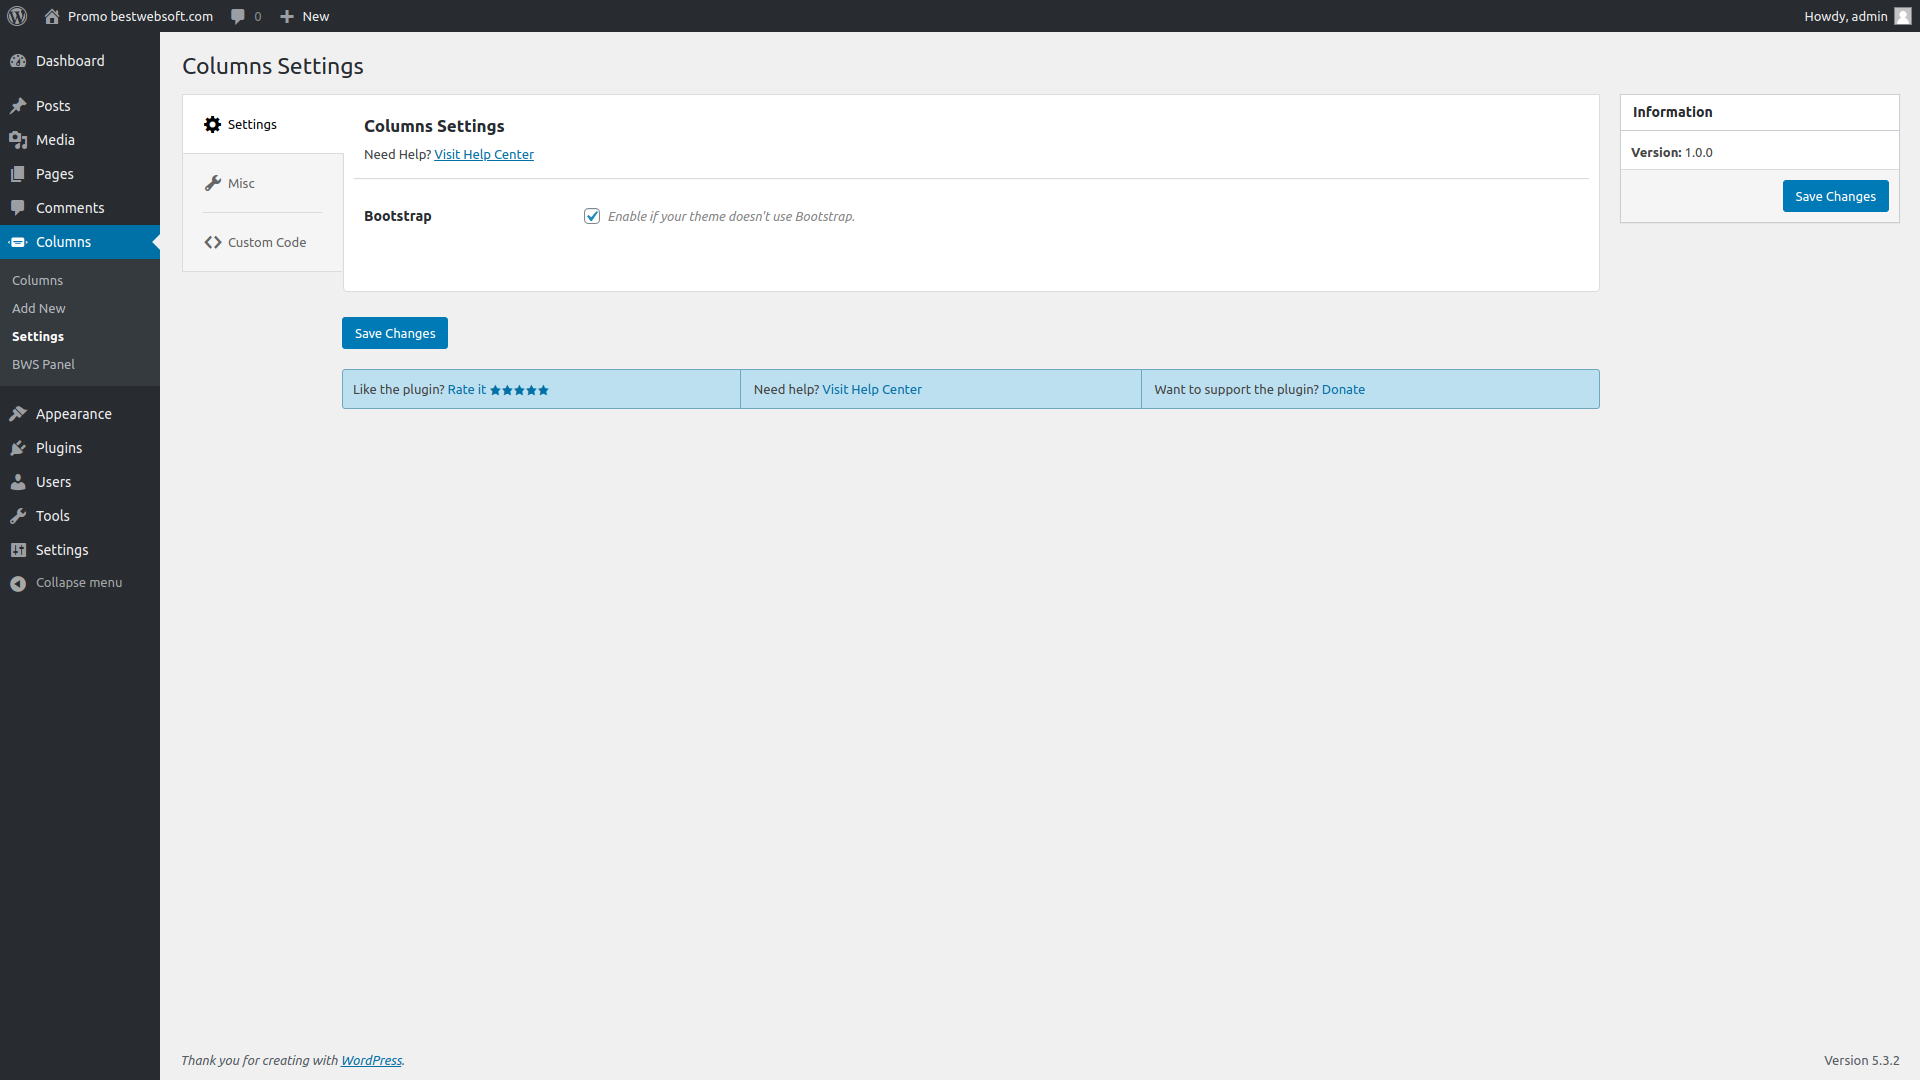 Promo bestwebsoft.com 0 New Howdy, admin
Dashboard
Posts
Media
Pages
Comments
Columns
Columns
Add New
Settings
BWS Panel
Appearance
Plugins
Users
Tools
Settings
Collapse menu
Columns Settings
Settings
Misc
Custom Code
Columns Settings
Need Help? Visit Help Center
Bootstrap Enable if your theme doesn't use Bootstrap.
Save Changes
Like the plugin? Rate it
Need help? Visit Help Center
Want to support the plugin? Donate
Information
Version: 1.0.0
Save Changes
Thank you for creating with WordPress.
Version 5.3.2